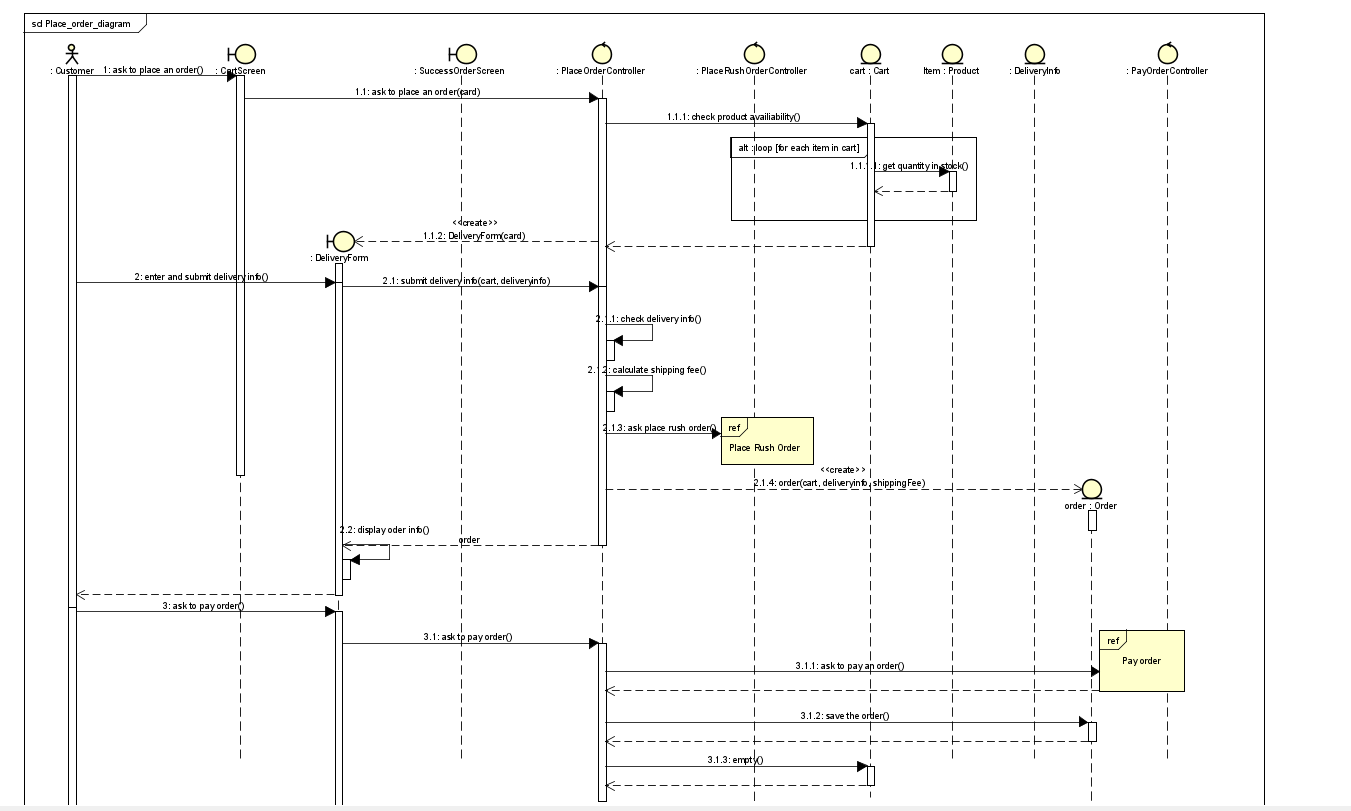 sd Place_order_diagram
: Customer
: CartScreen
: SuccessOrderScreen
: PlaceOrderController
: PlaceRushOrderController
cart : Cart
Item : Product
: DeliveryInfo
: PayOrderController
1: ask to place an order()
1.1: ask to place an order(card)
1.1.1: check product availiability()
alt : loop [for each item in cart]
1.1.1.1: get quantity in stock()
<<create>>
1.1.2: DeliveryForm(card)
: DeliveryForm
2: enter and submit delivery info()
2.1: submit delivery info(cart, deliveryinfo)
2.1.1: check delivery info()
2.1.2: calculate shipping fee()
2.1.3: ask place rush order()
ref
Place Rush Order
<<create>>
2.1.4: order(cart, deliveryinfo, shippingFee)
order : Order
2.2: display oder info()
order
3: ask to pay order()
3.1: ask to pay order()
ref
Pay order
3.1.1: ask to pay an order()
3.1.2: save the order()
3.1.3: empty()